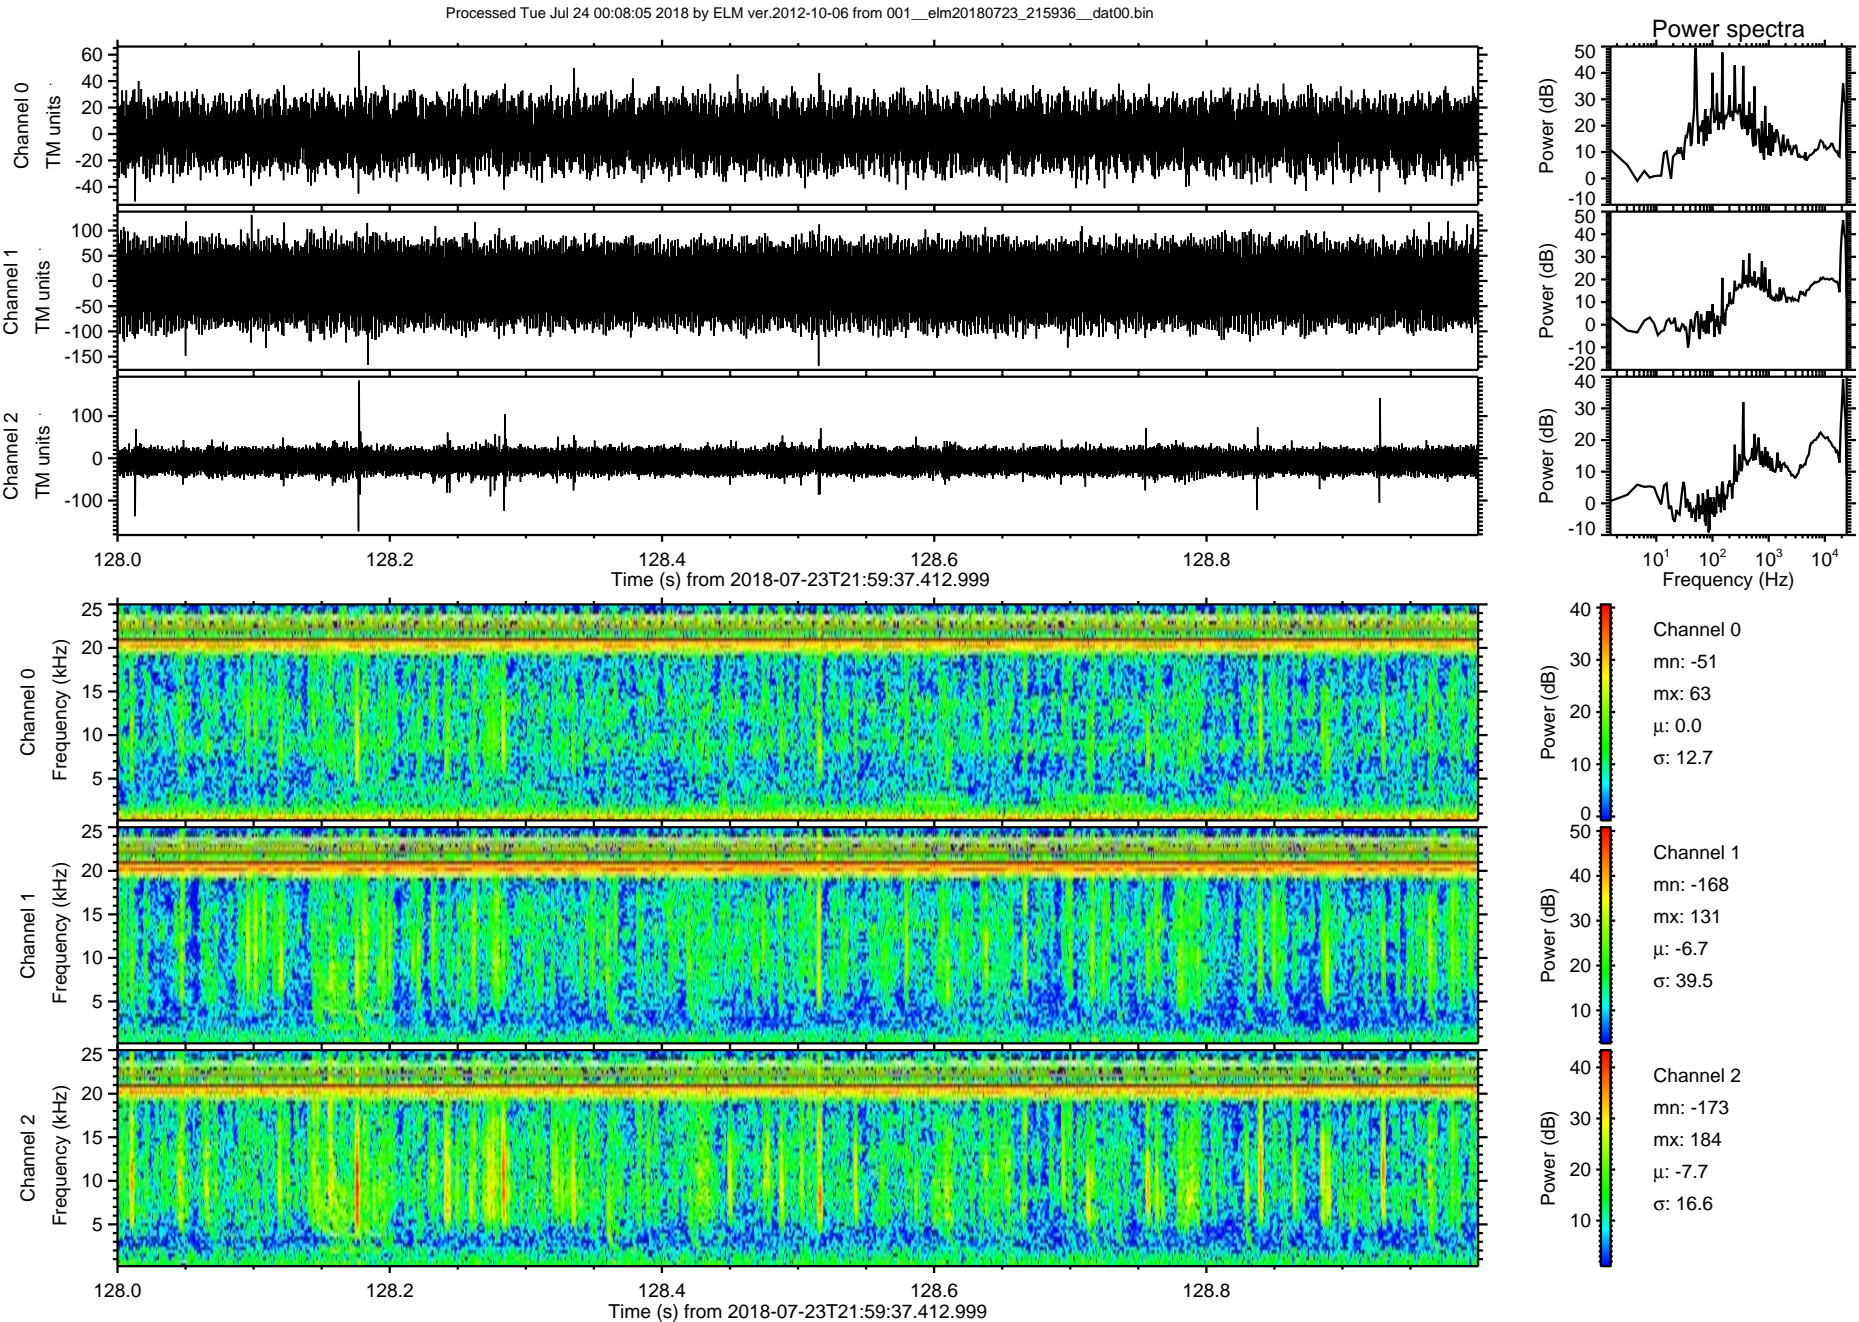 Processed Tue Jul 24 00:08:05 2018 by ELM ver.2012-10-06 from 001__elm20180723_215936__dat00.bin
Power spectra
Channel 0
TM units
60
40
20
0
-20
-40
Power (dB)
50
40
30
20
10
0
-10
Channel 1
TM units
100
50
0
-50
-100
-150
Power (dB)
50
40
30
20
10
0
-10
-20
Channel 2
TM units
100
0
-100
Power (dB)
40
30
20
10
0
-10
128.0 128.2 128.4 128.6 128.8
Time (s) from 2018-07-23T21:59:37.412.999
10^1 10^2 10^3 10^4
Frequency (Hz)
Channel 0
Frequency (kHz)
25
20
15
10
5
Power (dB)
40
30
20
10
0
Channel 0
mn: -51
mx: 63
μ: 0.0
σ: 12.7
Channel 1
Frequency (kHz)
25
20
15
10
5
Power (dB)
50
40
30
20
10
Channel 1
mn: -168
mx: 131
μ: -6.7
σ: 39.5
Channel 2
Frequency (kHz)
25
20
15
10
5
Power (dB)
40
30
20
10
Channel 2
mn: -173
mx: 184
μ: -7.7
σ: 16.6
128.0 128.2 128.4 128.6 128.8
Time (s) from 2018-07-23T21:59:37.412.999